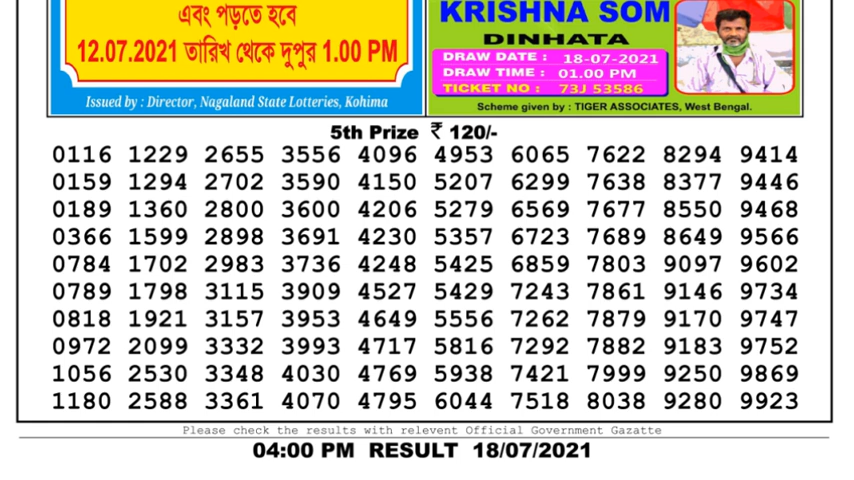 এবং পড়তে হবে
12.07.2021 তারিখ থেকে দুপুর 1.00 PM
Issued by : Director, Nagaland State Lotteries, Kohima
KRISHNA SOM
DINHATA
DRAW DATE : 18-07-2021
DRAW TIME : 01.00 PM
TICKET NO : 73J 53586
Scheme given by : TIGER ASSOCIATES, West Bengal.
5th Prize ₹ 120/-
0116 1229 2655 3556 4096 4953 6065 7622 8294 9414
0159 1294 2702 3590 4150 5207 6299 7638 8377 9446
0189 1360 2800 3600 4206 5279 6569 7677 8550 9468
0366 1599 2898 3691 4230 5357 6723 7689 8649 9566
0784 1702 2983 3736 4248 5425 6859 7803 9097 9602
0789 1798 3115 3909 4527 5429 7243 7861 9146 9734
0818 1921 3157 3953 4649 5556 7262 7879 9170 9747
0972 2099 3332 3993 4717 5816 7292 7882 9183 9752
1056 2530 3348 4030 4769 5938 7421 7999 9250 9869
1180 2588 3361 4070 4795 6044 7518 8038 9280 9923
Please check the results with relevent Official Government Gazatte
04:00 PM RESULT 18/07/2021